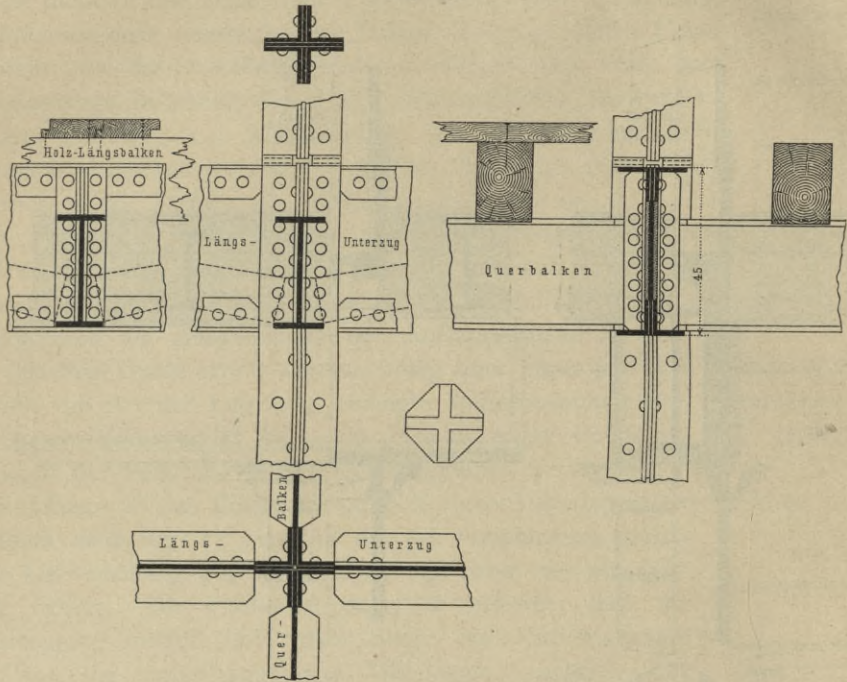 Holz-Längsbalken
Längs-
Unterzug
Querbalken
45
Balken
Längs-
Unterzug
Quer-